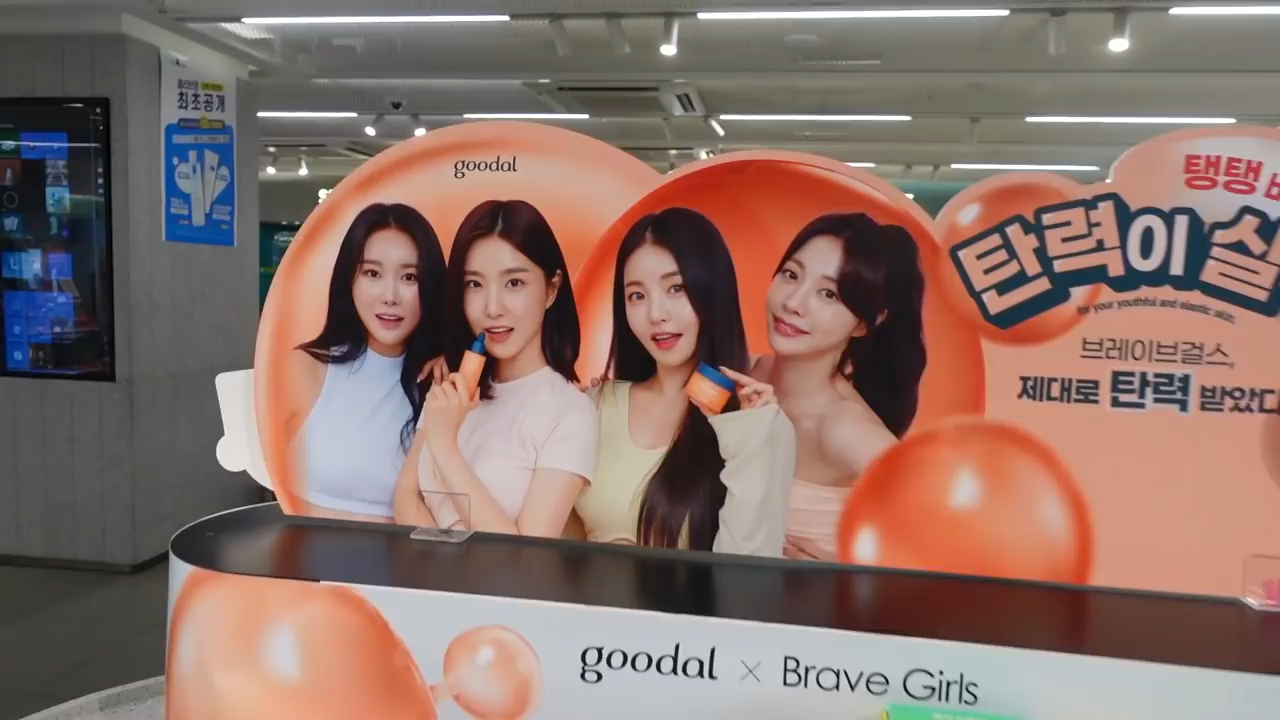 최초공개
goodal
탱탱
탄력이
for your youthful and elastic skin.
브레이브걸스,
제대로 탄력 받았다
goodal × Brave Girls